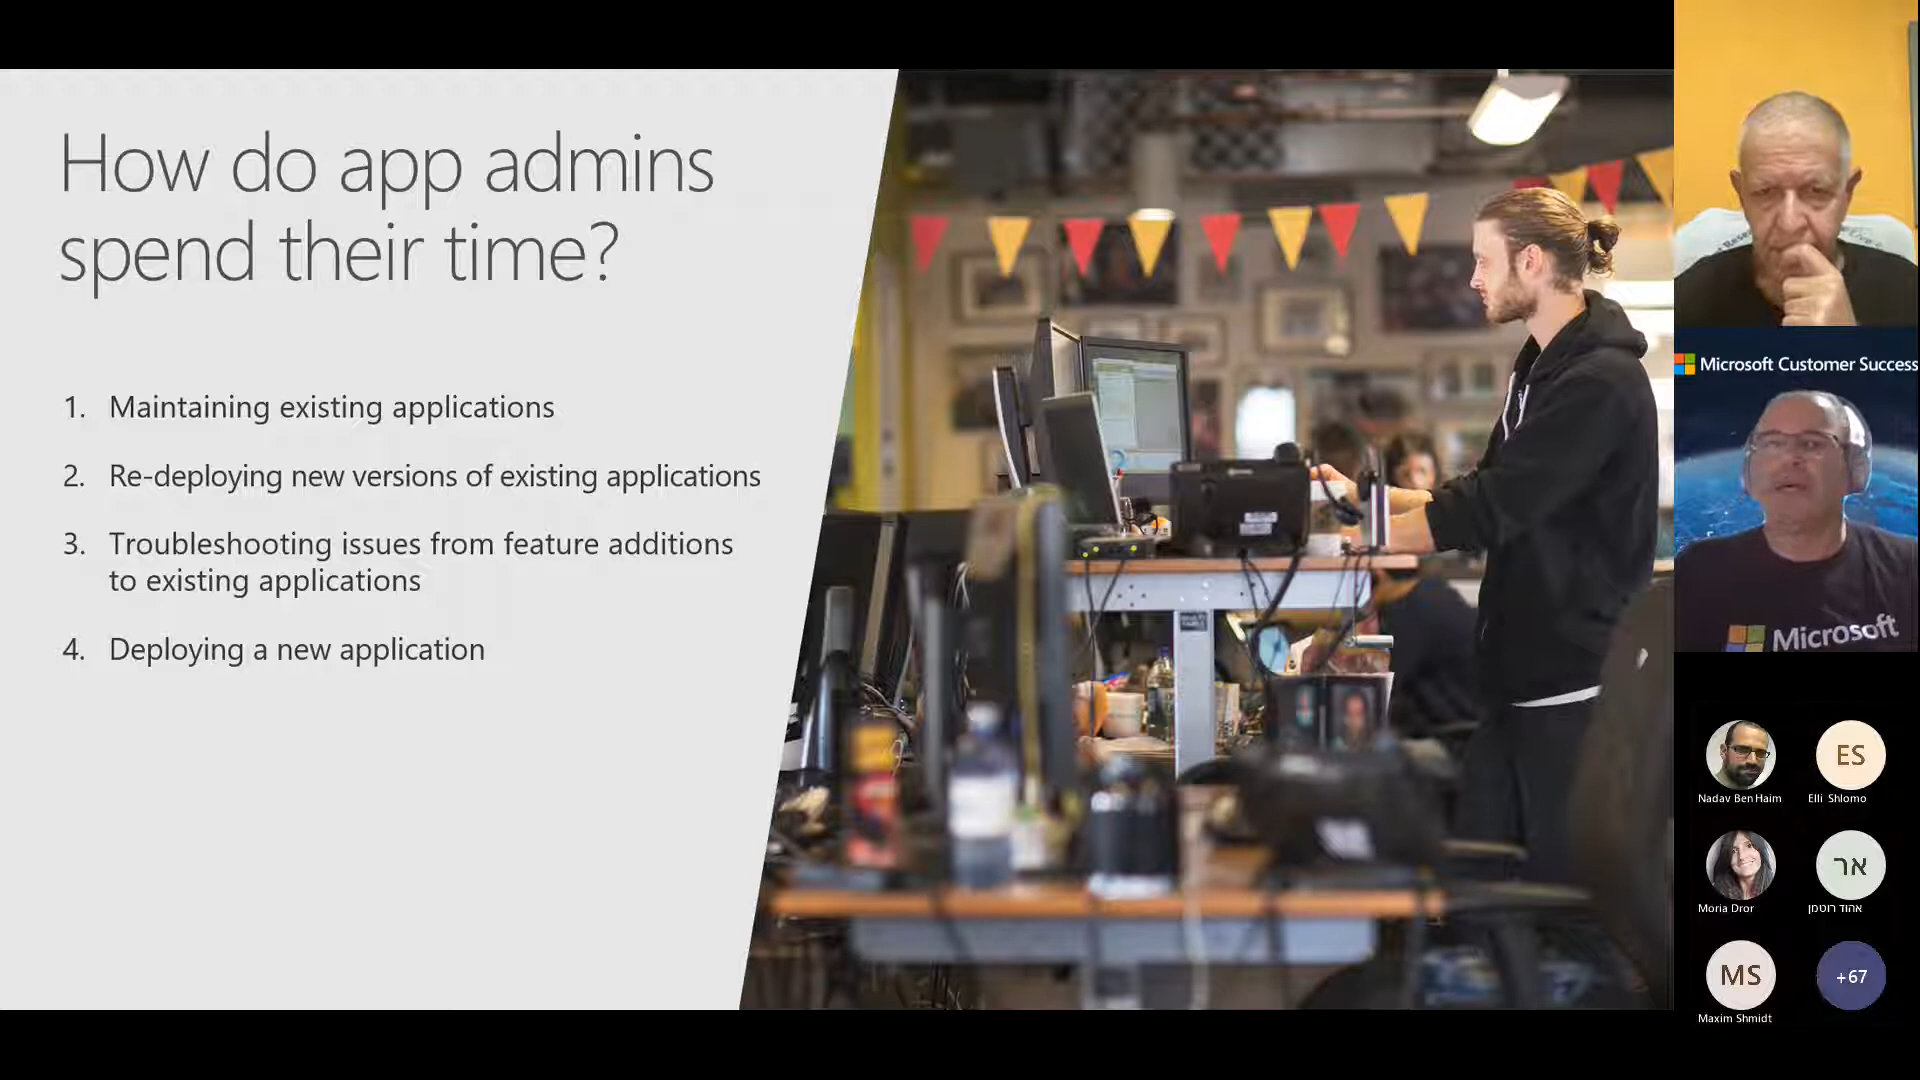 How do app admins
spend their time?
1. Maintaining existing applications
2. Re-deploying new versions of existing applications
3. Troubleshooting issues from feature additions
to existing applications
4. Deploying a new application
Microsoft Customer Success
Microsoft
Nadav Ben Haim
ES
Elli Shlomo
Moria Dror
אר
אהוד רוטמן
MS
Maxim Shmidt
+67